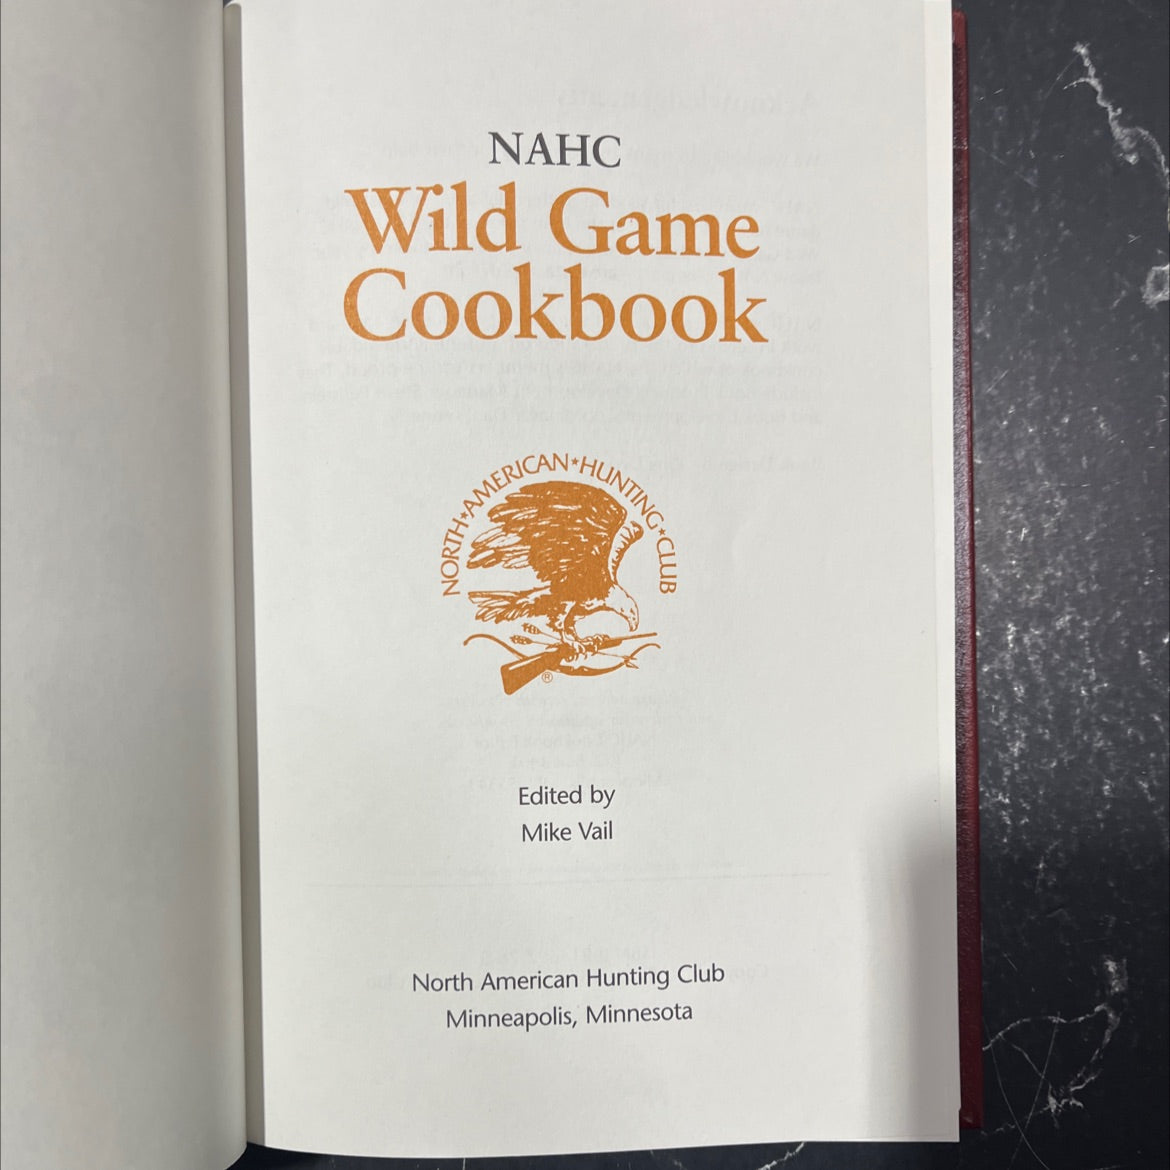 NAHC
Wild Game
Cookbook
NORTH★AMERICAN★HUNTING★CLUB
®
Edited by
Mike Vail
North American Hunting Club
Minneapolis, Minnesota